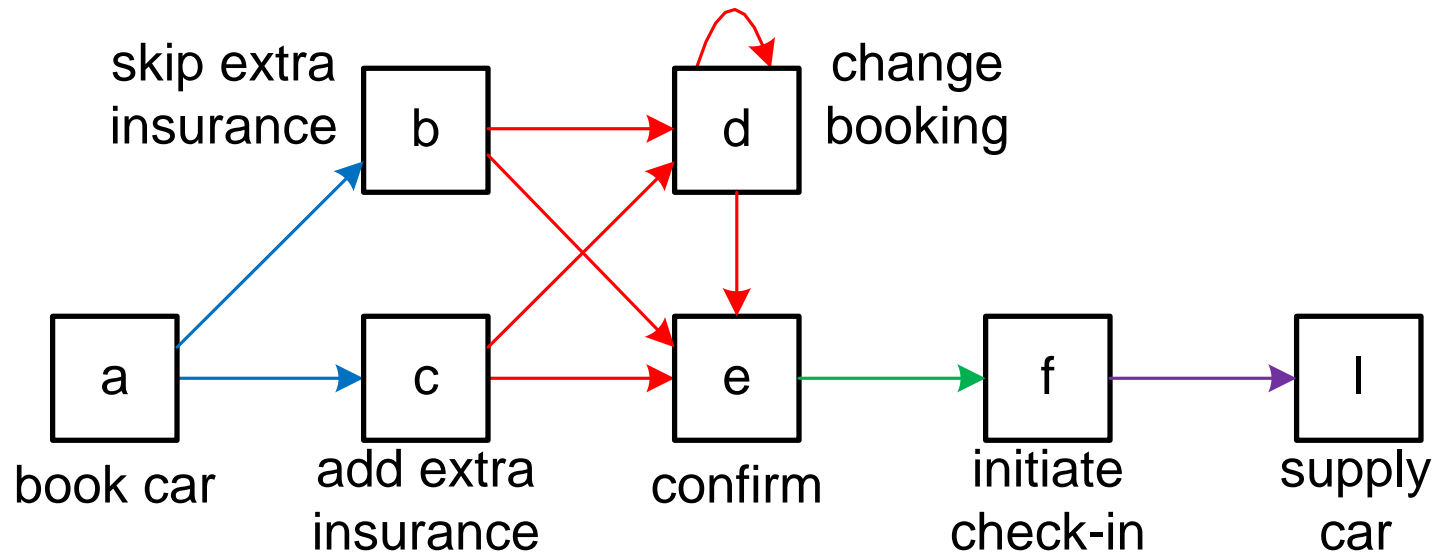 skip extra
insurance
b
d
change
booking
a
c
e
f
l
book car
add extra
insurance
confirm
initiate
check-in
supply
car